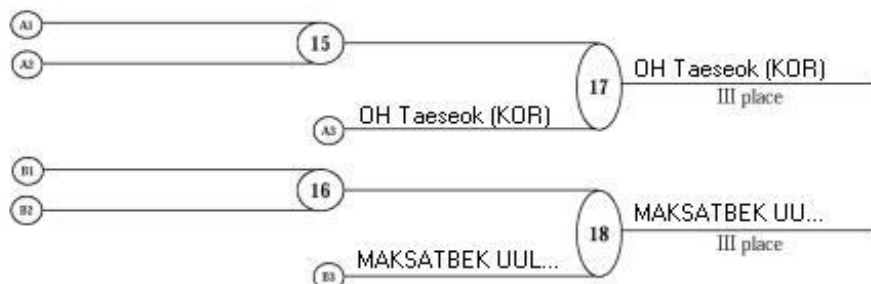 A1
15
A2
17
OH Taeseok (KOR)
III place
A3
OH Taeseok (KOR)
B1
16
B2
18
MAKSATBEK UU...
III place
B3
MAKSATBEK UUL...